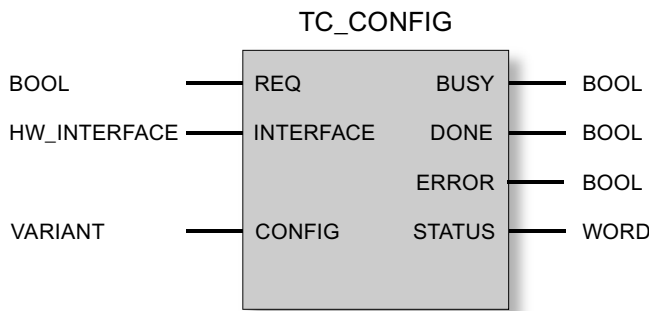 TC_CONFIG
BOOL REQ BUSY BOOL
HW_INTERFACE INTERFACE DONE BOOL
ERROR BOOL
VARIANT CONFIG STATUS WORD